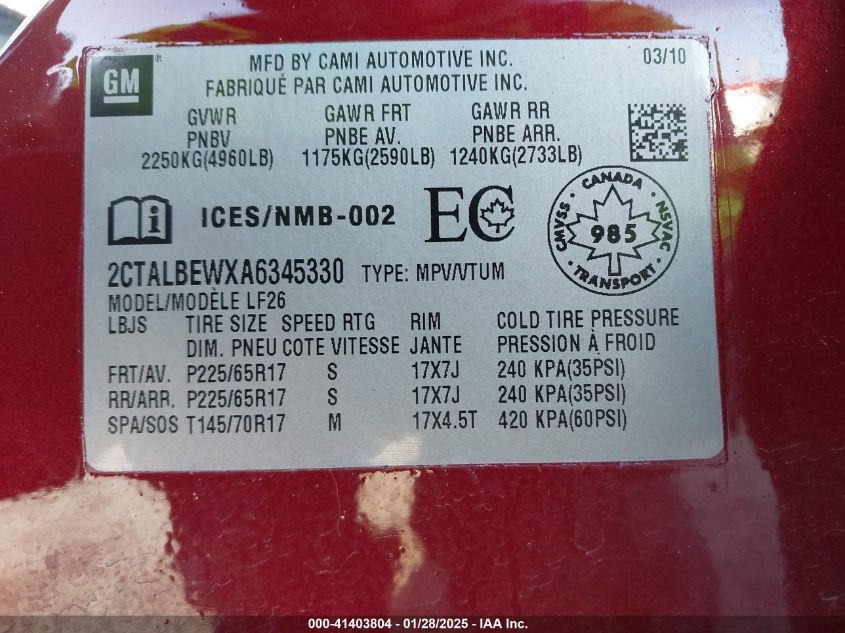 GM ®
MFD BY CAMI AUTOMOTIVE INC. 03/10
FABRIQUÉ PAR CAMI AUTOMOTIVE INC.
GVWR GAWR FRT GAWR RR
PNBV PNBE AV. PNBE ARR.
2250KG(4960LB) 1175KG(2590LB) 1240KG(2733LB)
i ICES/NMB-002 EC
CANADA
CMVSS 985 NSVAC
TRANSPORT
2CTALBEWXA6345330 TYPE: MPV/VTUM
MODEL/MODÈLE LF26
LBJS TIRE SIZE SPEED RTG RIM COLD TIRE PRESSURE
DIM. PNEU COTE VITESSE JANTE PRESSION À FROID
FRT/AV. P225/65R17 S 17X7J 240 KPA(35PSI)
RR/ARR. P225/65R17 S 17X7J 240 KPA(35PSI)
SPA/SOS T145/70R17 M 17X4.5T 420 KPA(60PSI)
000-41403804 - 01/28/2025 - IAA Inc.